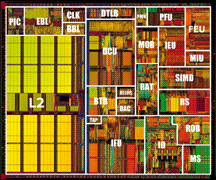 PIC
EBL
CLK
BBL
DTLB
PFU
FEU
DCU
MOB
IEU
MIU
RAT
SIMD
L2
BTB
BAC
RS
TAP
IFU
ID
ROB
MS